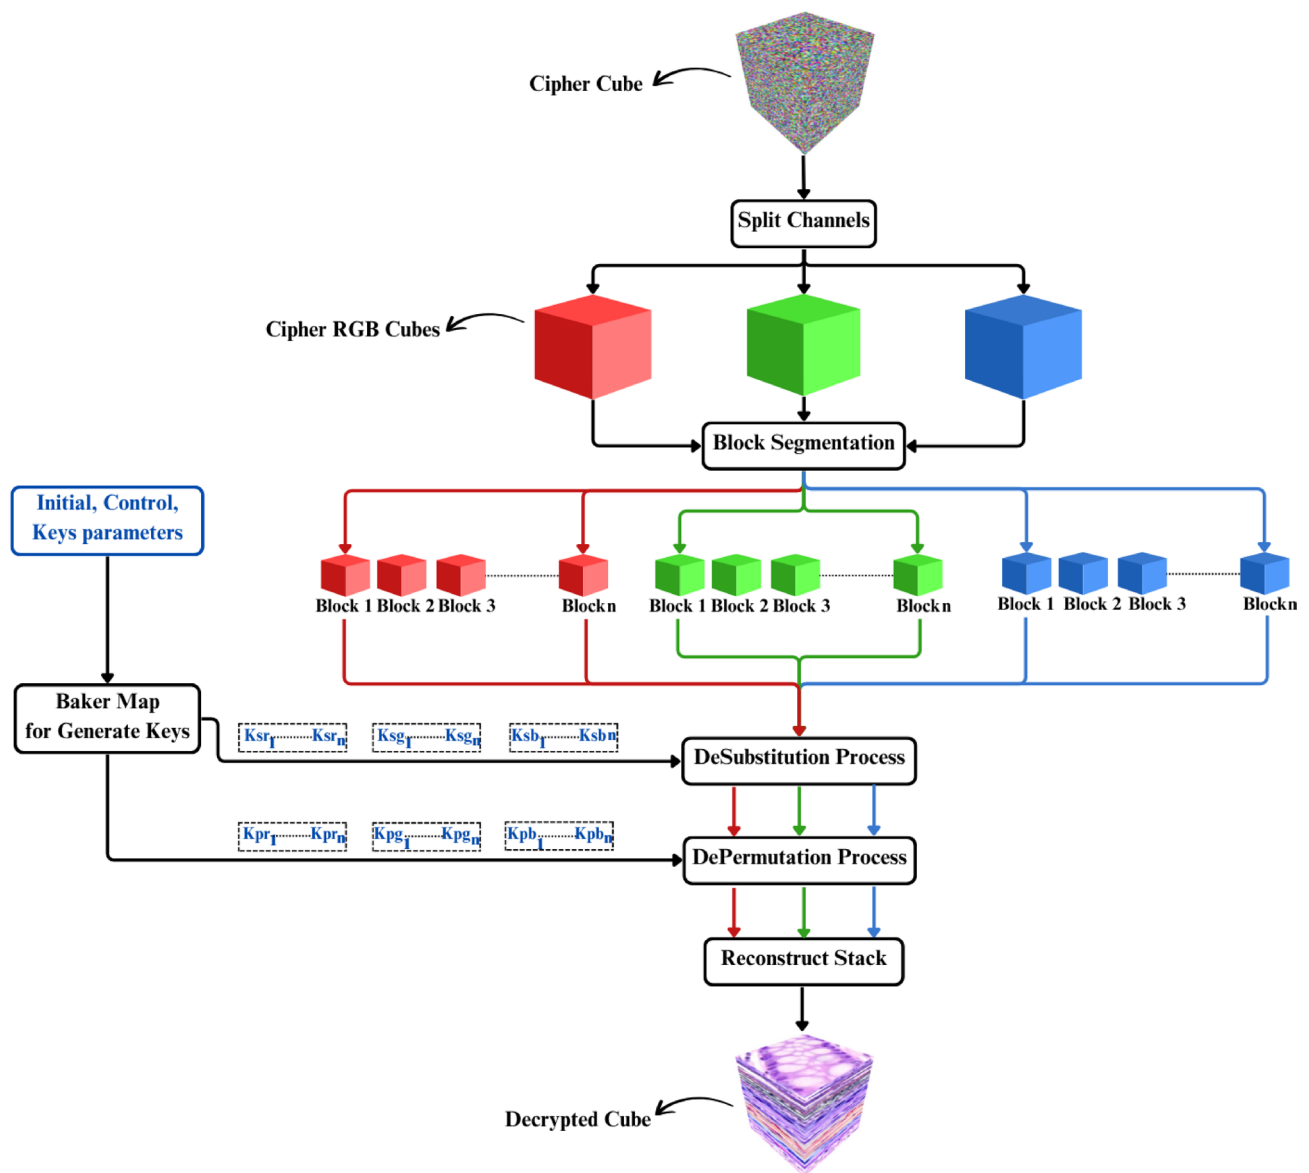 Cipher Cube
Split Channels
Cipher RGB Cubes
Block Segmentation
Initial, Control,
Keys parameters
Block 1 Block 2 Block 3 Blockn
Block 1 Block 2 Block 3 Blockn
Block 1 Block 2 Block 3 Blockn
Baker Map
for Generate Keys
Ksr1........Ksrn
Ksg1........Ksgn
Ksb1........Ksbn
DeSubstitution Process
Kpr1........Kprn
Kpg1........Kpgn
Kpb1........Kpbn
DePermutation Process
Reconstruct Stack
Decrypted Cube